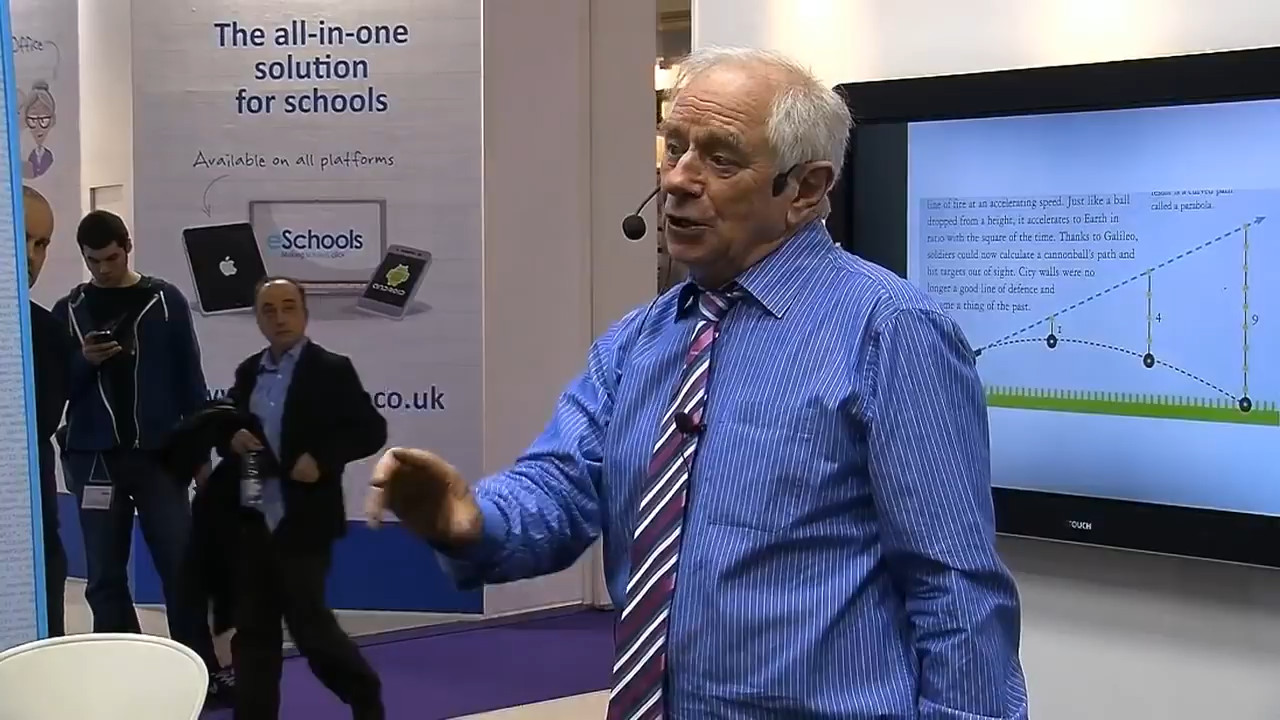 Office
The all-in-one
solution
for schools
Available on all platforms
eSchools
Making schools click
ANDROID
co.uk
called a parabola.
line of fire at an accelerating speed. Just like a ball
dropped from a height, it accelerates to Earth in
ratio with the square of the time. Thanks to Galileo,
soldiers could now calculate a cannonball's path and
hit targets out of sight. City walls were no
longer a good line of defence and
a thing of the past.
1
4
9
TOUCH